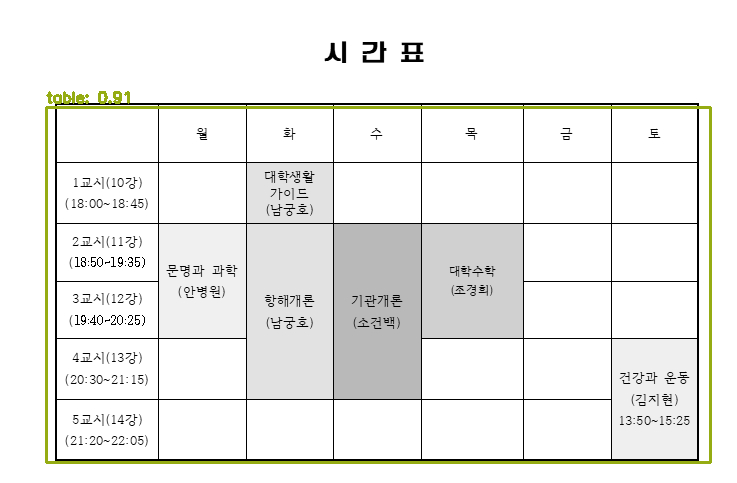 시 간 표
table: 0.91
월 화 수 목 금 토
1교시(10강)
(18:00~18:45)
대학생활
가이드
(남궁호)
2교시(11강)
(18:50~19:35)
3교시(12강)
(19:40~20:25)
문명과 과학
(안병원)
항해개론
(남궁호)
기관개론
(소건백)
대학수학
(조경희)
4교시(13강)
(20:30~21:15)
5교시(14강)
(21:20~22:05)
건강과 운동
(김지현)
13:50~15:25